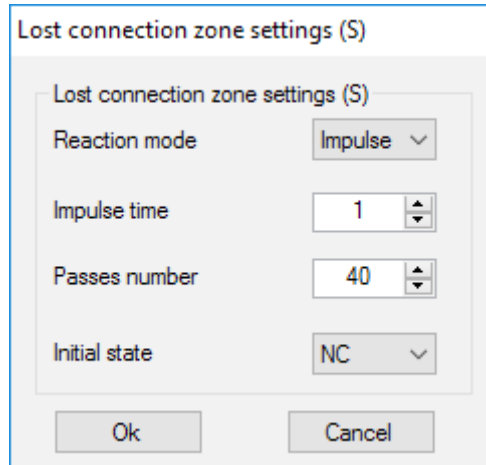 Lost connection zone settings (S)
Lost connection zone settings (S)
Reaction mode Impulse
Impulse time 1
Passes number 40
Initial state NC
Ok Cancel